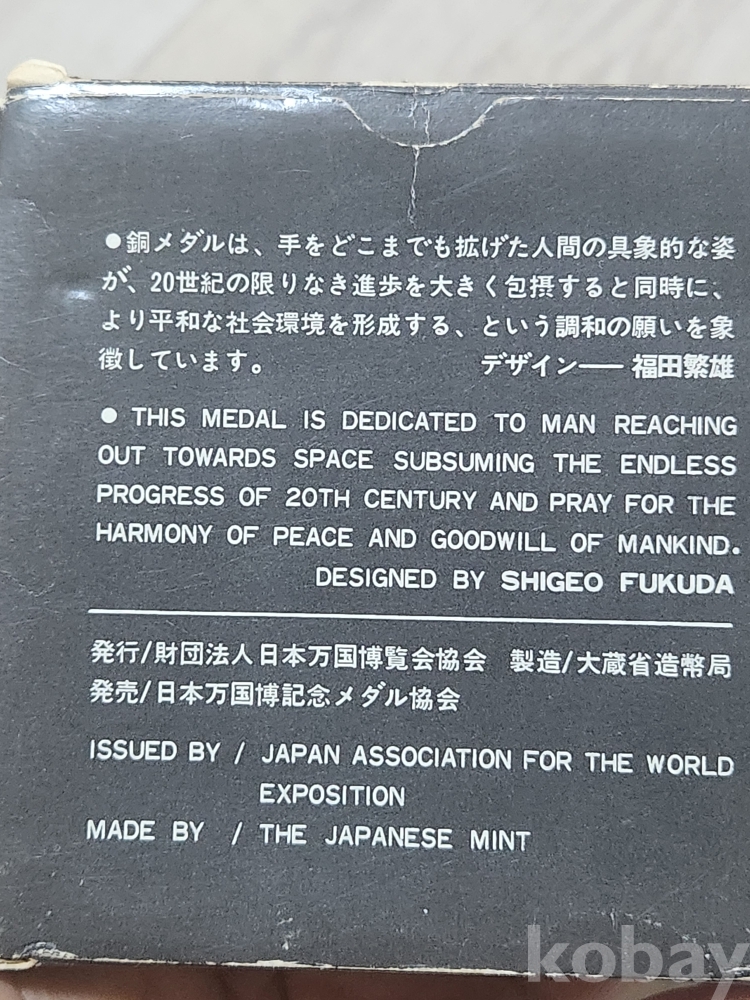 ●銅メダルは、手をどこまでも拡げた人間の具象的な姿
が、20世紀の限りなき進歩を大きく包摂すると同時に、
より平和な社会環境を形成する、という調和の願いを象
徴しています。 デザイン── 福田繁雄
● THIS MEDAL IS DEDICATED TO MAN REACHING
OUT TOWARDS SPACE SUBSUMING THE ENDLESS
PROGRESS OF 20TH CENTURY AND PRAY FOR THE
HARMONY OF PEACE AND GOODWILL OF MANKIND.
DESIGNED BY SHIGEO FUKUDA
発行/財団法人日本万国博覧会協会 製造/大蔵省造幣局
発売/日本万国博記念メダル協会
ISSUED BY / JAPAN ASSOCIATION FOR THE WORLD
EXPOSITION
MADE BY / THE JAPANESE MINT
kobay